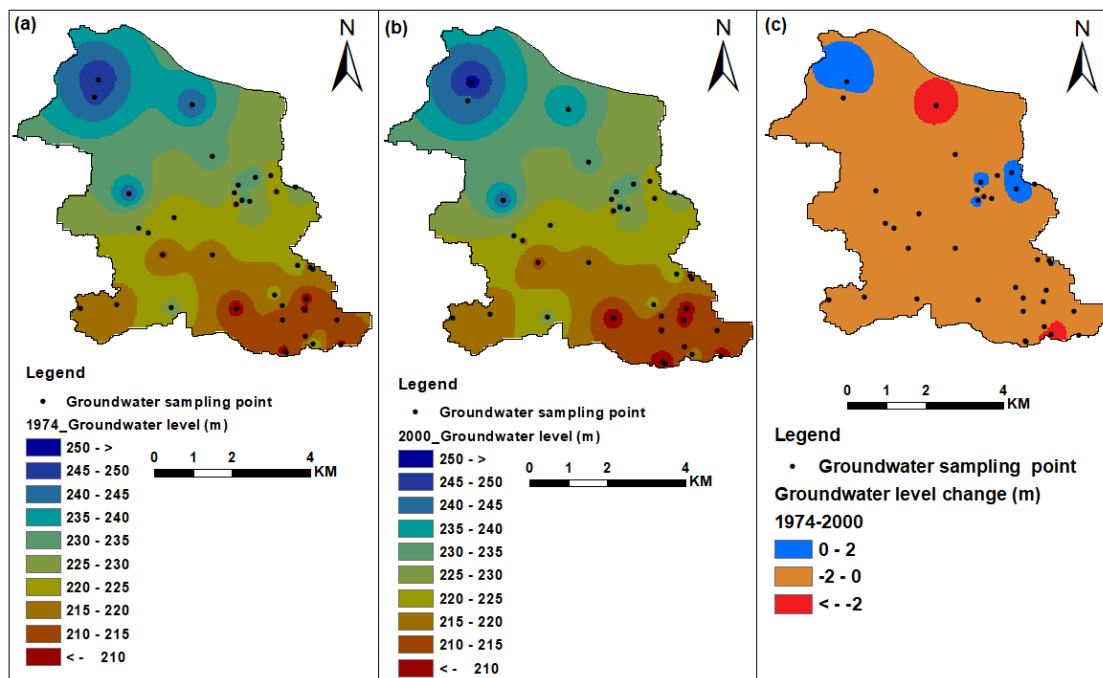 (a)
N
Legend
Groundwater sampling point
1974_Groundwater level (m)
250 - >
245 - 250
240 - 245
235 - 240
230 - 235
225 - 230
220 - 225
215 - 220
210 - 215
< - 210
0 1 2 4
KM
(b)
N
Legend
Groundwater sampling point
2000_Groundwater level (m)
250 - >
245 - 250
240 - 245
235 - 240
230 - 235
225 - 230
220 - 225
215 - 220
210 - 215
< - 210
0 1 2 4
KM
(c)
N
0 1 2 4
KM
Legend
Groundwater sampling point
Groundwater level change (m)
1974-2000
0 - 2
-2 - 0
< - -2